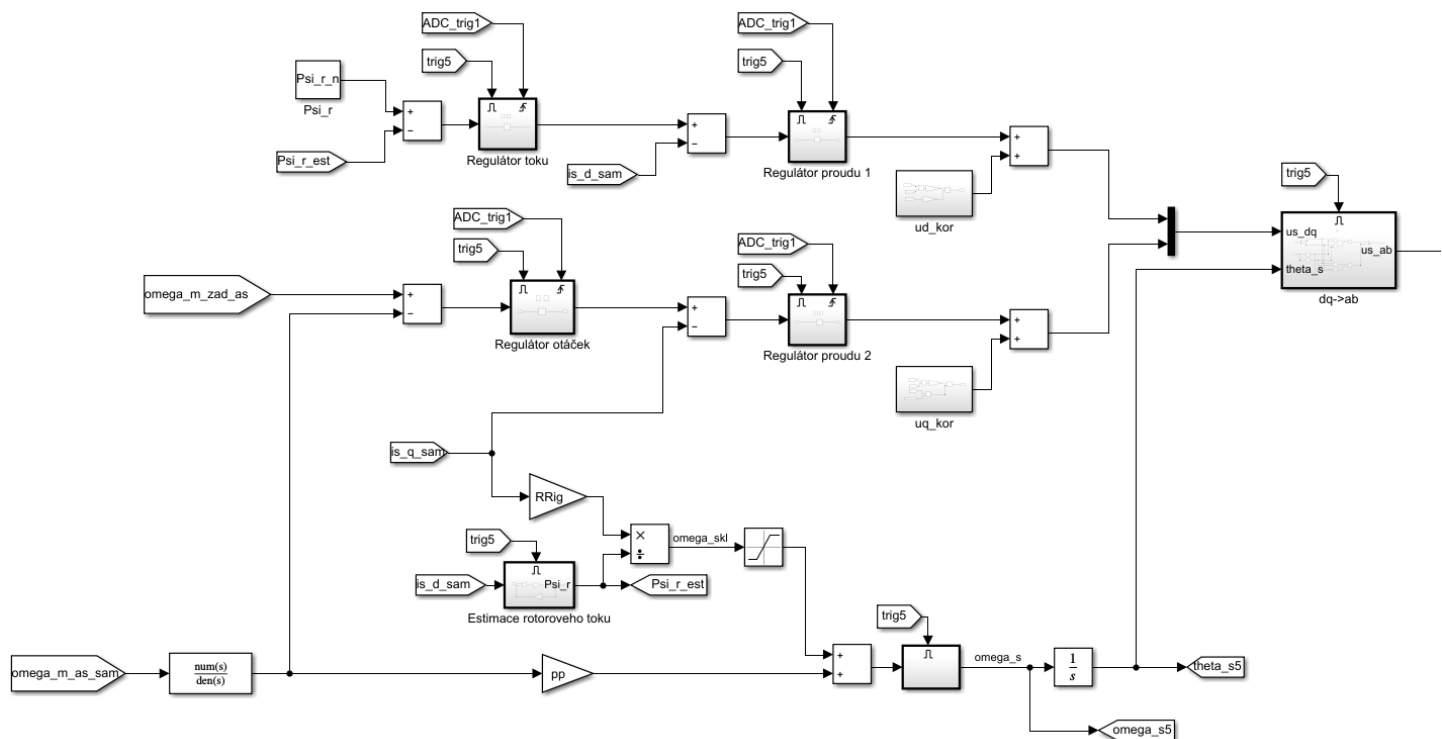 ADC_trig1
ADC_trig1
trig5
trig5
Psi_r_n
Psi_r
+
−
Psi_r_est
Regulátor toku
+
−
is_d_sam
Regulátor proudu 1
+
+
ud_kor
trig5
us_dq
theta_s
us_ab
dq->ab
ADC_trig1
trig5
ADC_trig1
trig5
omega_m_zad_as
+
−
Regulátor otáček
+
−
Regulátor proudu 2
+
+
uq_kor
is_q_sam
RRig
trig5
×
÷
omega_skl
is_d_sam
Psi_r
Psi_r_est
Estimace rotoroveho toku
trig5
omega_m_as_sam
num(s)
den(s)
pp
+
+
omega_s
1
s
theta_s5
omega_s5